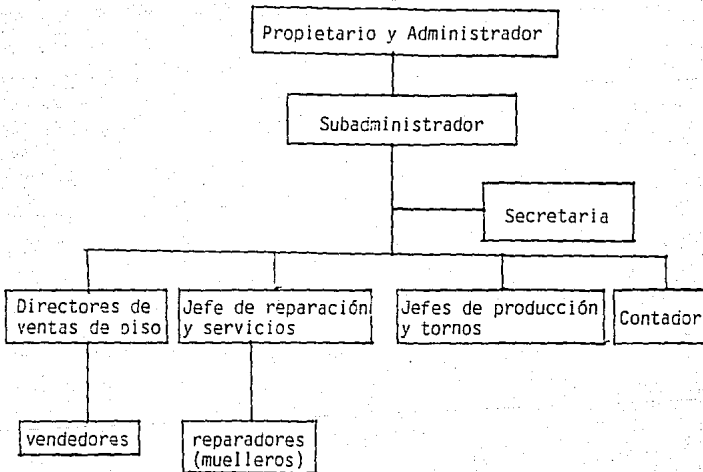 Propietario y Administrador
Subadministrador
Secretaria
Directores de
ventas de piso
Jefe de reparación
y servicios
Jefes de producción
y tornos
Contador
vendedores
reparadores
(muelleros)